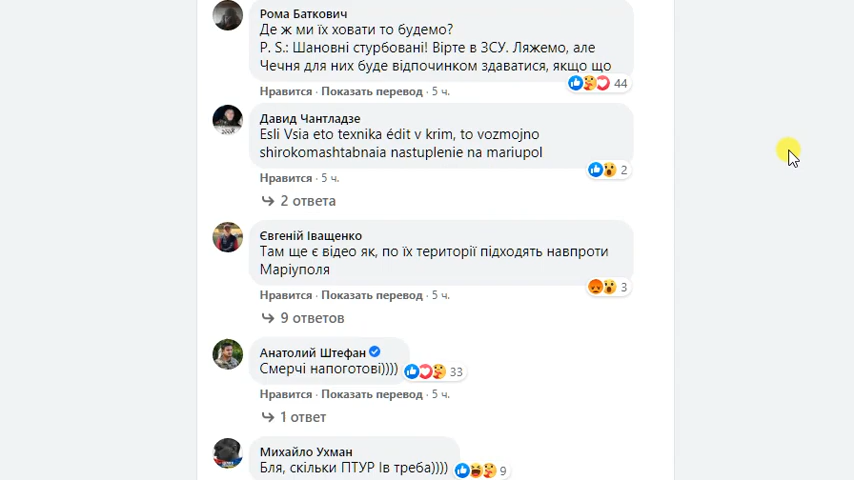 Рома Баткович
Де ж ми їх ховати то будемо?
P. S.: Шановні стурбовані! Вірте в ЗСУ. Ляжемо, але
Чечня для них буде відпочинком здаватися, якщо що
44
Нравится · Показать перевод · 5 ч.
Давид Чантладзе
Esli Vsia eto texnika édit v krim, to vozmojno
shirokomashtabnaia nastuplenie na mariupol
2
Нравится · 5 ч.
2 ответа
Євгеній Іващенко
Там ще є відео як, по їх території підходять навпроти
Маріуполя
3
Нравится · Показать перевод · 5 ч.
9 ответов
Анатолий Штефан
Смерчі напоготові))))
33
Нравится · Показать перевод · 5 ч.
1 ответ
Михайло Ухман
Бля, скільки ПТУР Ів треба))))
9